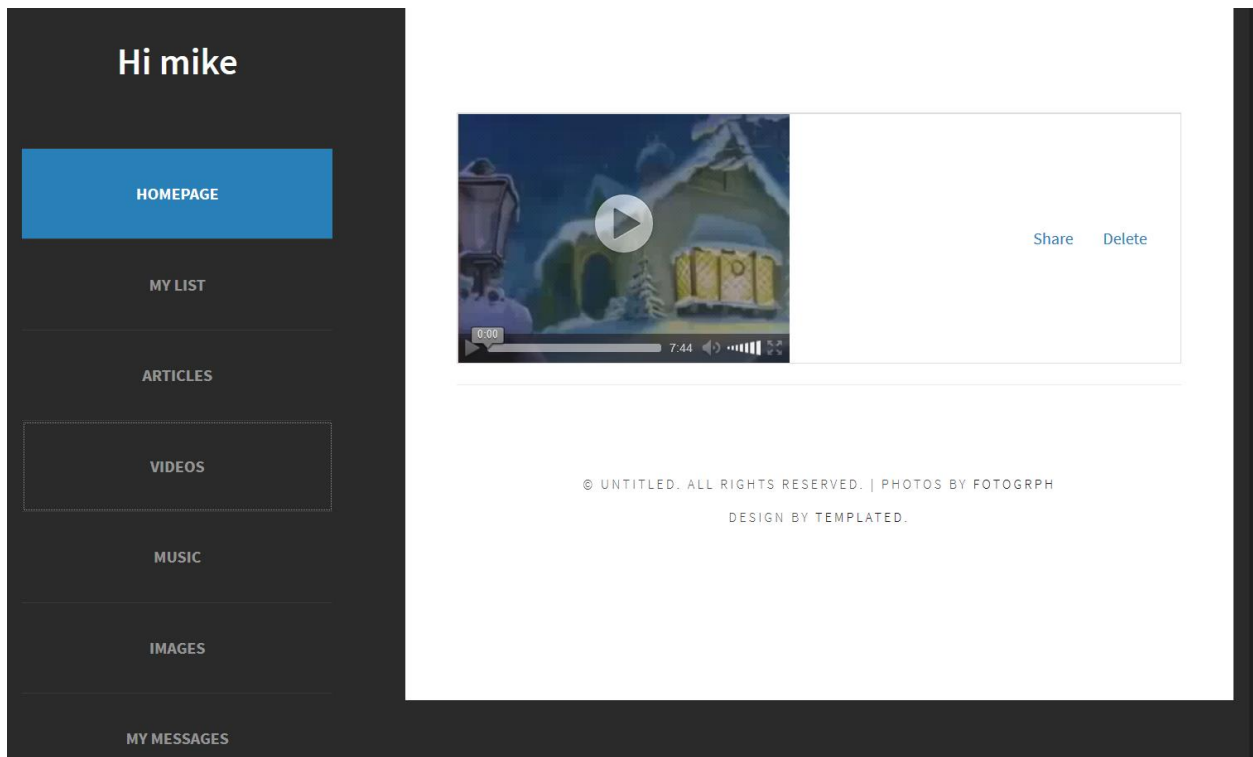 Hi mike
HOMEPAGE
MY LIST
ARTICLES
VIDEOS
MUSIC
IMAGES
MY MESSAGES
Share Delete
0:00
7:44
© UNTITLED. ALL RIGHTS RESERVED. | PHOTOS BY FOTOGRPH
DESIGN BY TEMPLATED.